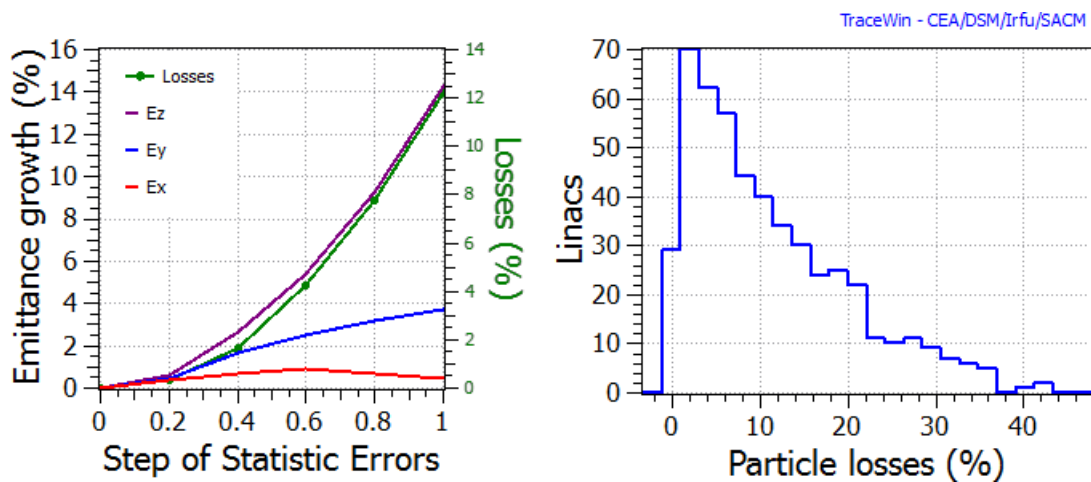 TraceWin - CEA/DSM/Irfu/SACM
Emittance growth (%)
16
14
12
10
8
6
4
2
0
Losses
Ez
Ey
Ex
14
12
10
8
6
4
2
0
Losses (%)
0 0.2 0.4 0.6 0.8 1
Step of Statistic Errors
Linacs
70
60
50
40
30
20
10
0
0 10 20 30 40
Particle losses (%)